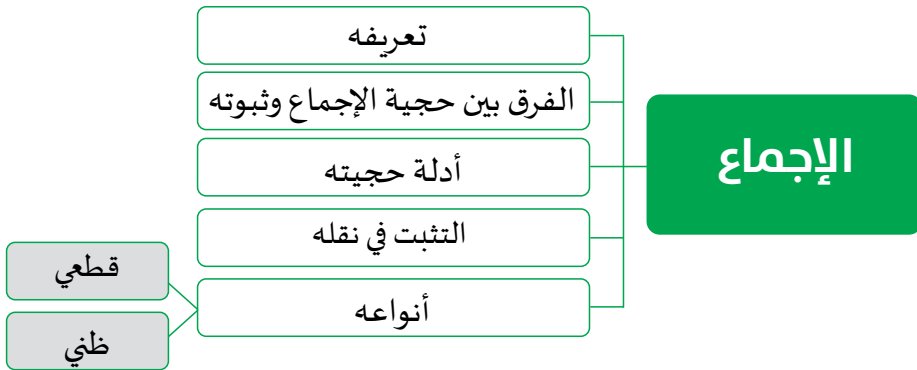 الإجماع
تعريفه
الفرق بين حجية الإجماع وثبوته
أدلة حجيته
التثبت في نقله
أنواعه
قطعي
ظني